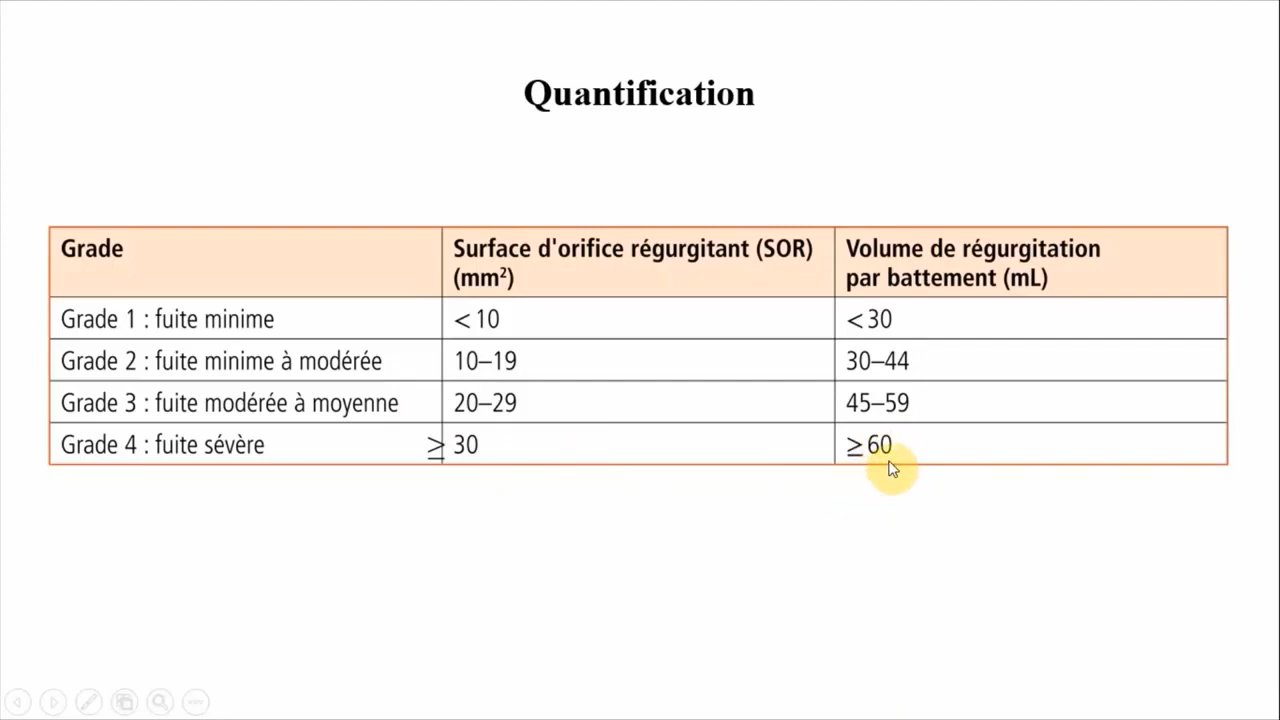 Quantification
Grade
Surface d'orifice régurgitant (SOR)
(mm²)
Volume de régurgitation
par battement (mL)
Grade 1 : fuite minime
< 10
< 30
Grade 2 : fuite minime à modérée
10–19
30–44
Grade 3 : fuite modérée à moyenne
20–29
45–59
Grade 4 : fuite sévère
≥ 30
≥ 60